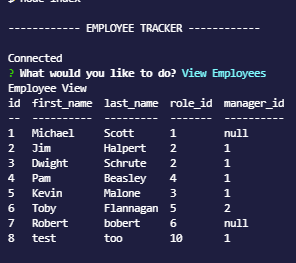 $ node index
------------ EMPLOYEE TRACKER ------------
Connected
? What would you like to do? View Employees
Employee View
id  first_name  last_name  role_id  manager_id
--  ----------  ---------  -------  ----------
1   Michael     Scott      1        null
2   Jim         Halpert    2        1
3   Dwight      Schrute    2        1
4   Pam         Beasley    4        1
5   Kevin       Malone     3        1
6   Toby        Flannagan  5        2
7   Robert      bobert     6        null
8   test        too        10       1